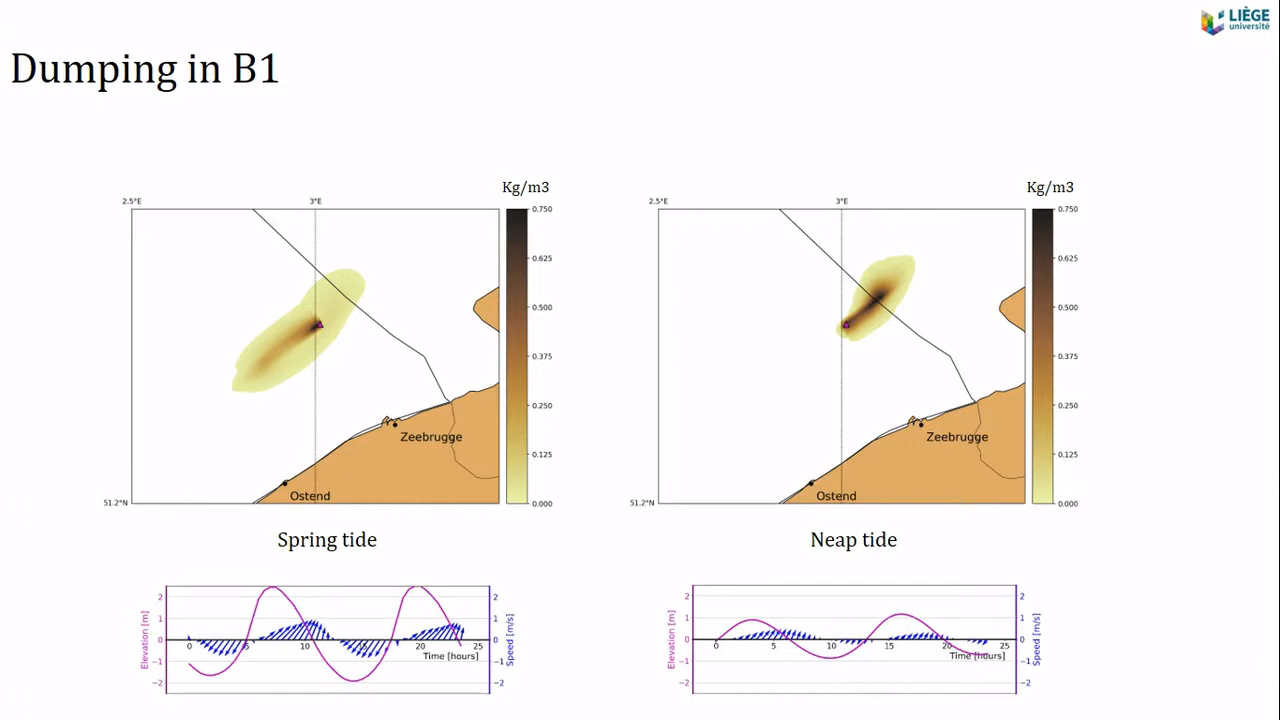 LIÈGE
université
Dumping in B1
Kg/m3
2.5°E
3°E
0.750
0.625
0.500
0.375
0.250
0.125
0.000
Zeebrugge
Ostend
51.2°N
Kg/m3
2.5°E
3°E
0.750
0.625
0.500
0.375
0.250
0.125
0.000
Zeebrugge
Ostend
51.2°N
Spring tide
Neap tide
Elevation [m]
2
1
0
−1
−2
0
5
10
20
25
Time [hours]
2
1
0
−1
−2
Speed [m/s]
Elevation [m]
2
1
0
−1
−2
0
5
10
15
20
25
Time [hours]
2
1
0
−1
−2
Speed [m/s]